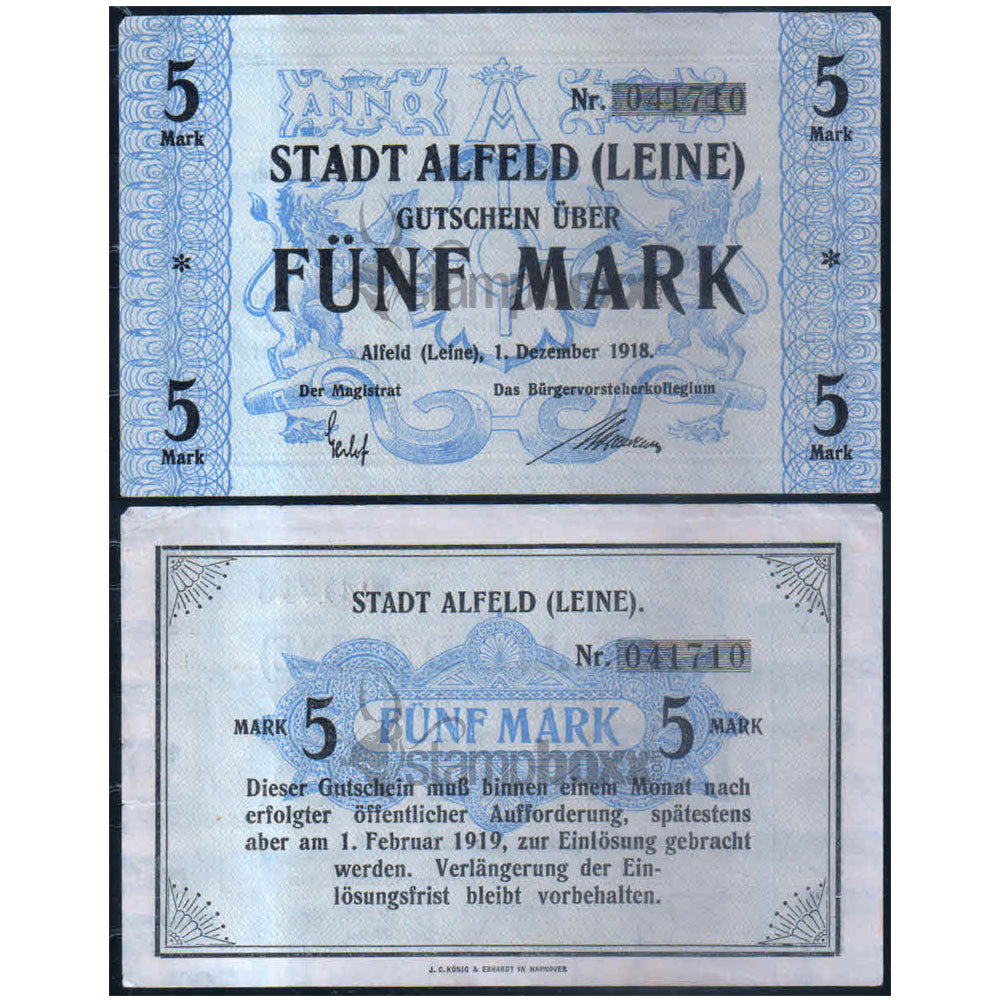 5 5
Mark Mark
ANNO
Nr. 041710
STADT ALFELD (LEINE)
GUTSCHEIN ÜBER
FÜNF MARK
* *
stampboxx
Alfeld (Leine), 1. Dezember 1918.
Der Magistrat Das Bürgervorsteherkollegium
5 5
Mark Mark
STADT ALFELD (LEINE).
Nr. 041710
MARK 5 FÜNF MARK 5 MARK
stampboxx
Dieser Gutschein muß binnen einem Monat nach
erfolgter öffentlicher Aufforderung, spätestens
aber am 1. Februar 1919, zur Einlösung gebracht
werden. Verlängerung der Ein-
lösungsfrist bleibt vorbehalten.
J. C. KÖNIG & EBHARDT IN HANNOVER